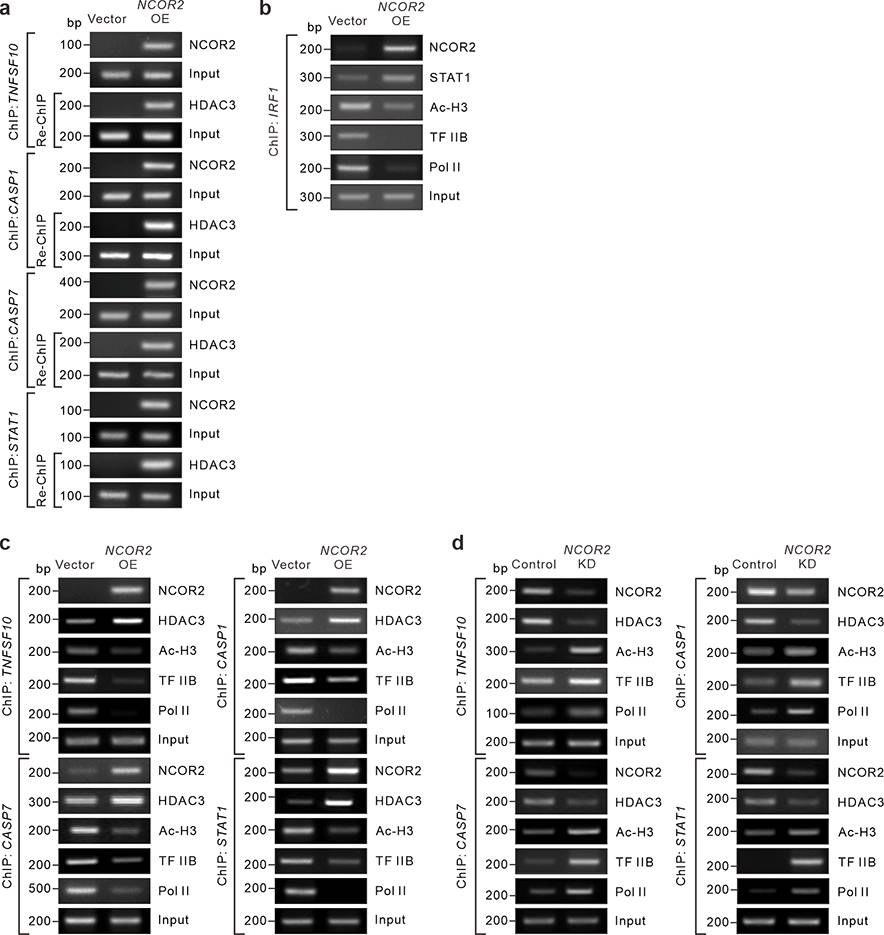 a
bp Vector NCOR2 OE
ChIP:TNFSF10
100 NCOR2
200 Input
Re-ChIP
200 HDAC3
200 Input
ChIP:CASP1
200 NCOR2
200 Input
Re-ChIP
200 HDAC3
300 Input
ChIP:CASP7
400 NCOR2
200 Input
Re-ChIP
200 HDAC3
200 Input
ChIP:STAT1
100 NCOR2
100 Input
Re-ChIP
100 HDAC3
100 Input
b
bp Vector NCOR2 OE
ChIP: IRF1
200 NCOR2
300 STAT1
200 Ac-H3
300 TF IIB
200 Pol II
300 Input
c
bp Vector NCOR2 OE
ChIP: TNFSF10
200 NCOR2
200 HDAC3
300 Ac-H3
200 TF IIB
200 Pol II
200 Input
ChIP: CASP7
200 NCOR2
300 HDAC3
200 Ac-H3
200 TF IIB
500 Pol II
200 Input
bp Vector NCOR2 OE
ChIP: CASP1
200 NCOR2
200 HDAC3
200 Ac-H3
200 TF IIB
200 Pol II
200 Input
ChIP: STAT1
200 NCOR2
200 HDAC3
200 Ac-H3
200 TF IIB
200 Pol II
200 Input
d
bp Control NCOR2 KD
ChIP: TNFSF10
200 NCOR2
200 HDAC3
300 Ac-H3
200 TF IIB
100 Pol II
200 Input
ChIP: CASP7
200 NCOR2
200 HDAC3
200 Ac-H3
200 TF IIB
200 Pol II
200 Input
bp Control NCOR2 KD
ChIP: CASP1
200 NCOR2
200 HDAC3
200 Ac-H3
200 TF IIB
200 Pol II
200 Input
ChIP: STAT1
200 NCOR2
200 HDAC3
200 Ac-H3
200 TF IIB
200 Pol II
200 Input